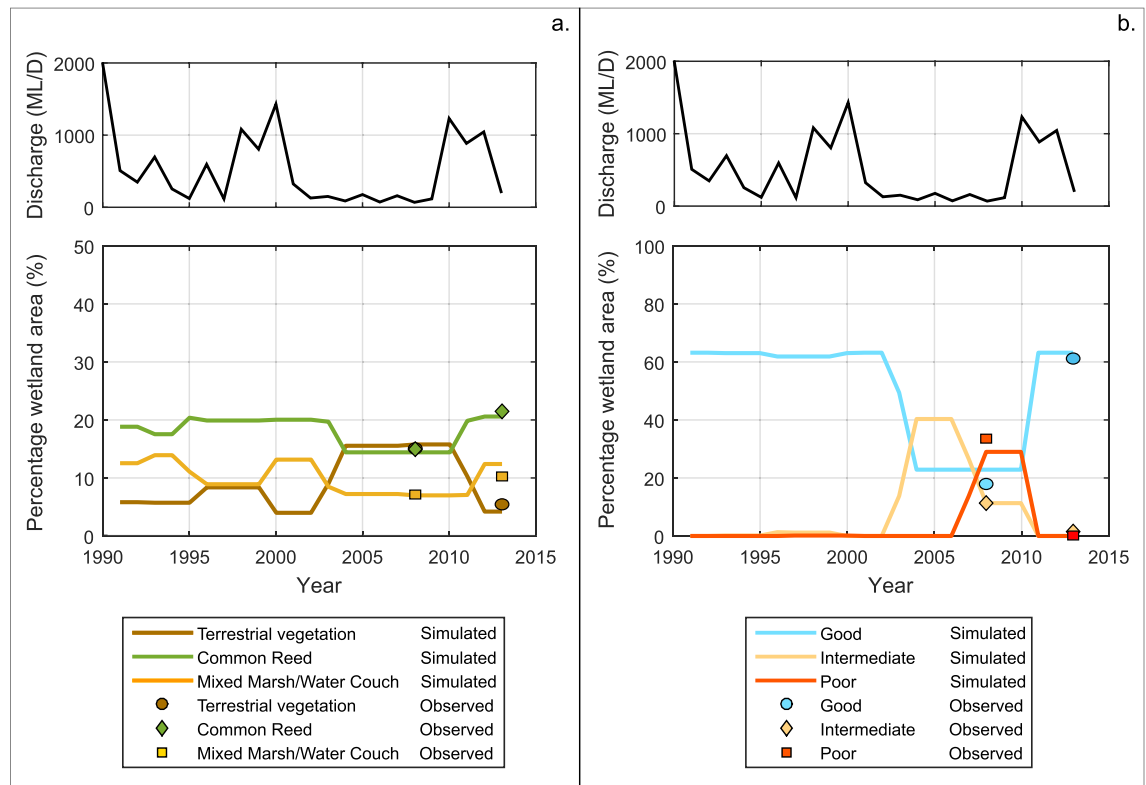 a.
Discharge (ML/D)
2000
1000
0
Percentage wetland area (%)
50
40
30
20
10
0
1990 1995 2000 2005 2010 2015
Year
Terrestrial vegetation Simulated
Common Reed Simulated
Mixed Marsh/Water Couch Simulated
Terrestrial vegetation Observed
Common Reed Observed
Mixed Marsh/Water Couch Observed
b.
Discharge (ML/D)
2000
1000
0
Percentage wetland area (%)
100
80
60
40
20
0
1990 1995 2000 2005 2010 2015
Year
Good Simulated
Intermediate Simulated
Poor Simulated
Good Observed
Intermediate Observed
Poor Observed